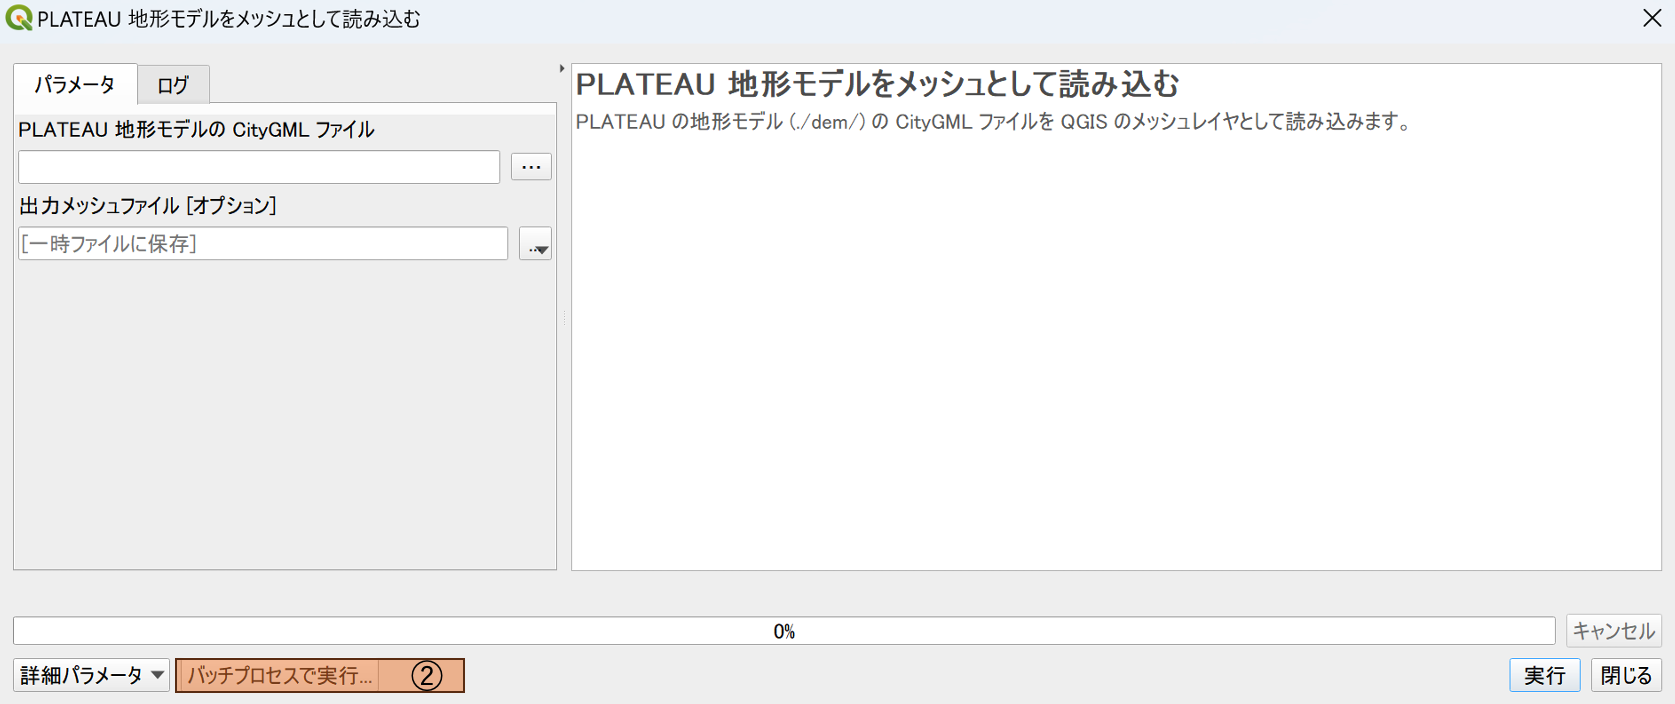 PLATEAU 地形モデルをメッシュとして読み込む
パラメータ
ログ
PLATEAU 地形モデルの CityGML ファイル
...
出力メッシュファイル [オプション]
[一時ファイルに保存]
..
PLATEAU 地形モデルをメッシュとして読み込む
PLATEAU の地形モデル (./dem/) の CityGML ファイルを QGIS のメッシュレイヤとして読み込みます。
0%
キャンセル
詳細パラメータ
バッチプロセスで実行...
②
実行
閉じる